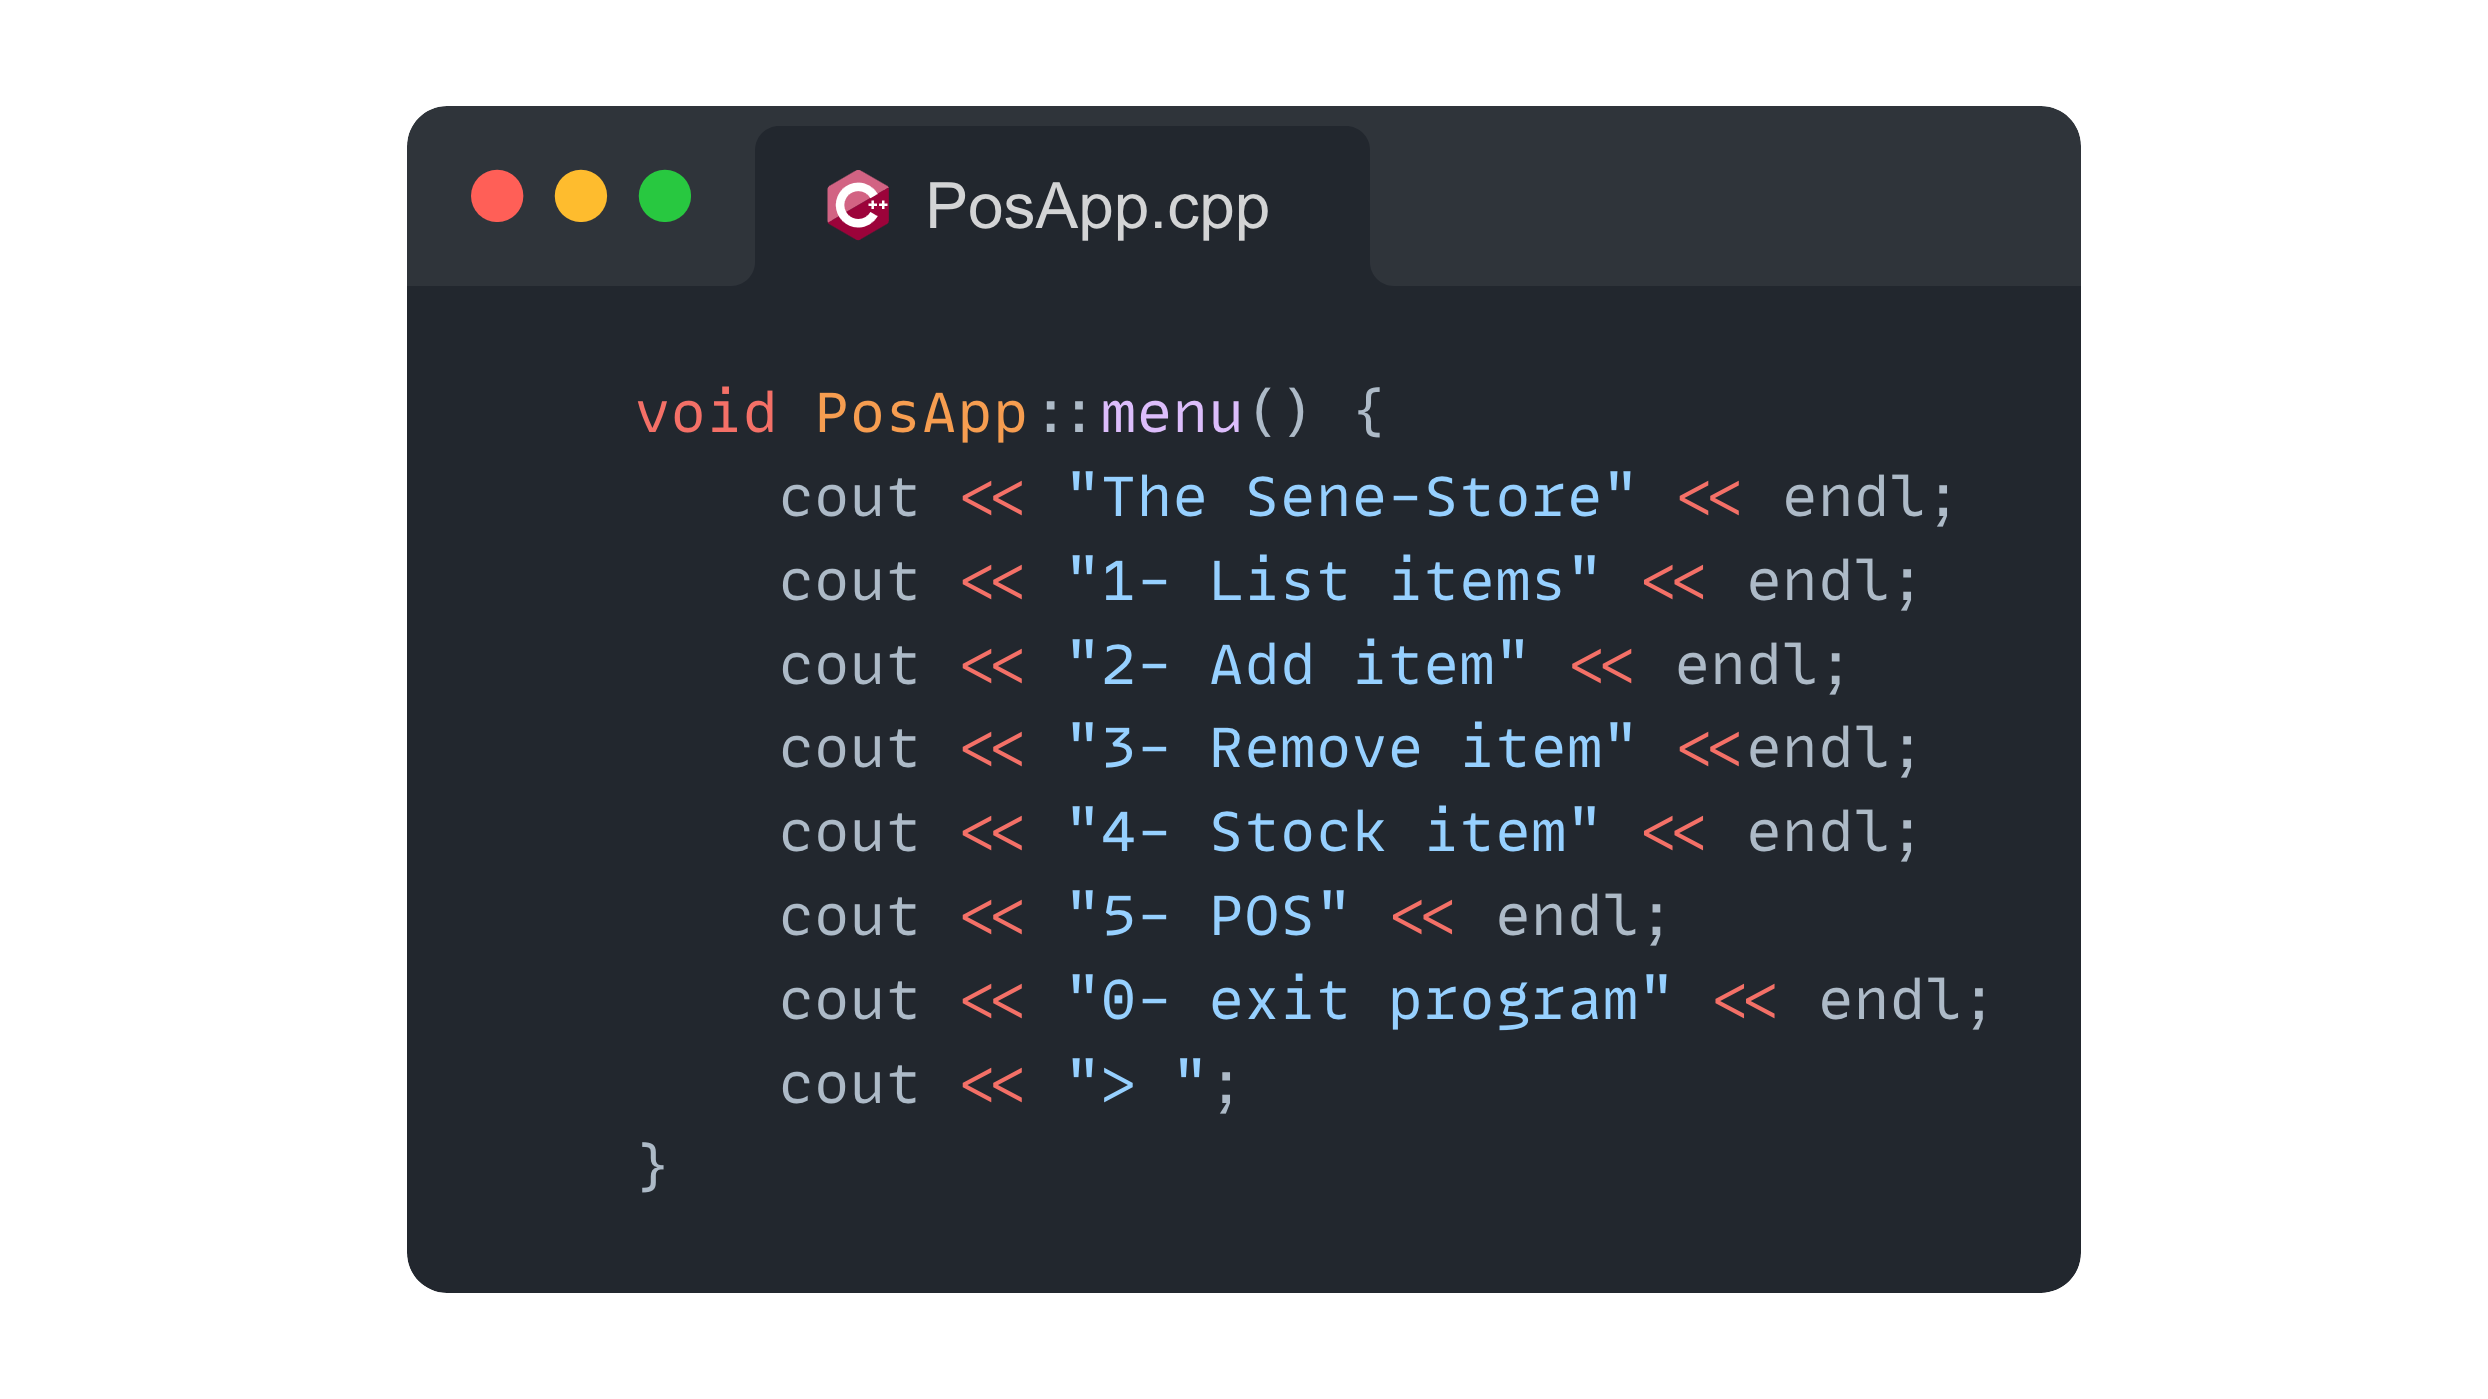 PosApp.cpp
void PosApp::menu() {
    cout << "The Sene-Store" << endl;
    cout << "1- List items" << endl;
    cout << "2- Add item" << endl;
    cout << "3- Remove item" <<endl;
    cout << "4- Stock item" << endl;
    cout << "5- POS" << endl;
    cout << "0- exit program" << endl;
    cout << "> ";
}